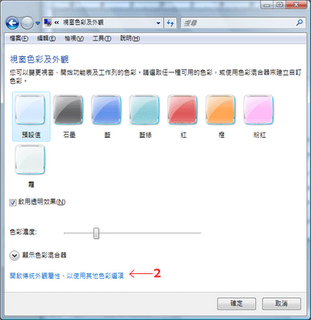 視窗色彩及外觀
搜尋
檔案(F) 編輯(E) 檢視(V) 工具(T) 說明(H)
視窗色彩及外觀
您可以變更視窗、開始功能表及工作列的色彩。請選取任一種可用的色彩，或使用色彩混合器來建立自訂
色彩。
預設值 石墨 藍 藍綠 紅 橙 粉紅
霜
啟用透明效果(N)
色彩濃度:
顯示色彩混合器
開啟傳統外觀屬性，以使用其他色彩選項 2
確定 取消